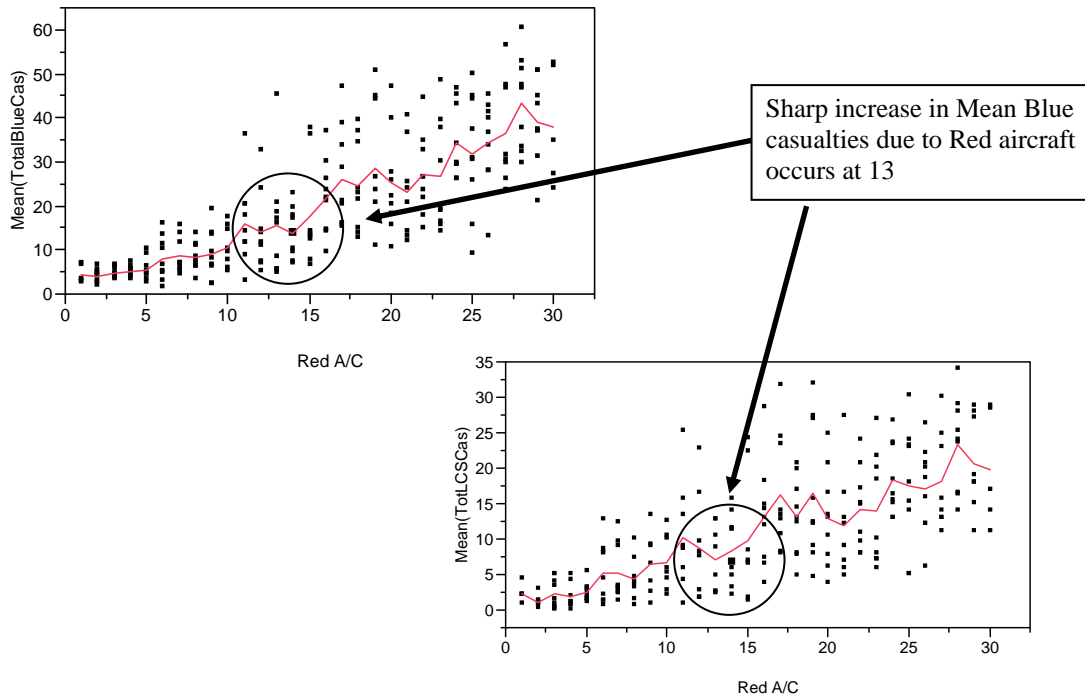 60
50
40
30
20
10
0
Mean(TotalBlueCas)
0 5 10 15 20 25 30
Red A/C
Sharp increase in Mean Blue
casualties due to Red aircraft
occurs at 13
35
30
25
20
15
10
5
0
Mean(TotLCSCas)
0 5 10 15 20 25 30
Red A/C